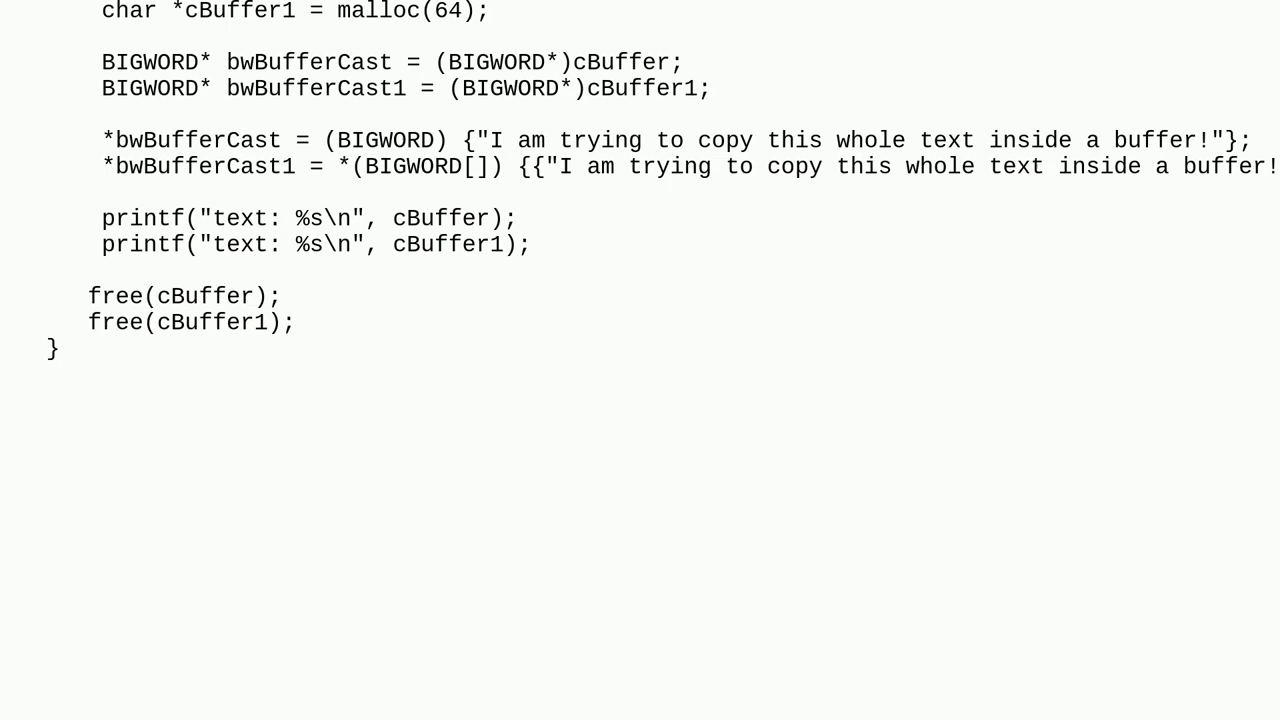 char *cBuffer1 = malloc(64);
BIGWORD* bwBufferCast = (BIGWORD*)cBuffer;
BIGWORD* bwBufferCast1 = (BIGWORD*)cBuffer1;
*bwBufferCast = (BIGWORD) {"I am trying to copy this whole text inside a buffer!"};
*bwBufferCast1 = *(BIGWORD[]) {{"I am trying to copy this whole text inside a buffer!
printf("text: %s\n", cBuffer);
printf("text: %s\n", cBuffer1);
free(cBuffer);
free(cBuffer1);
}